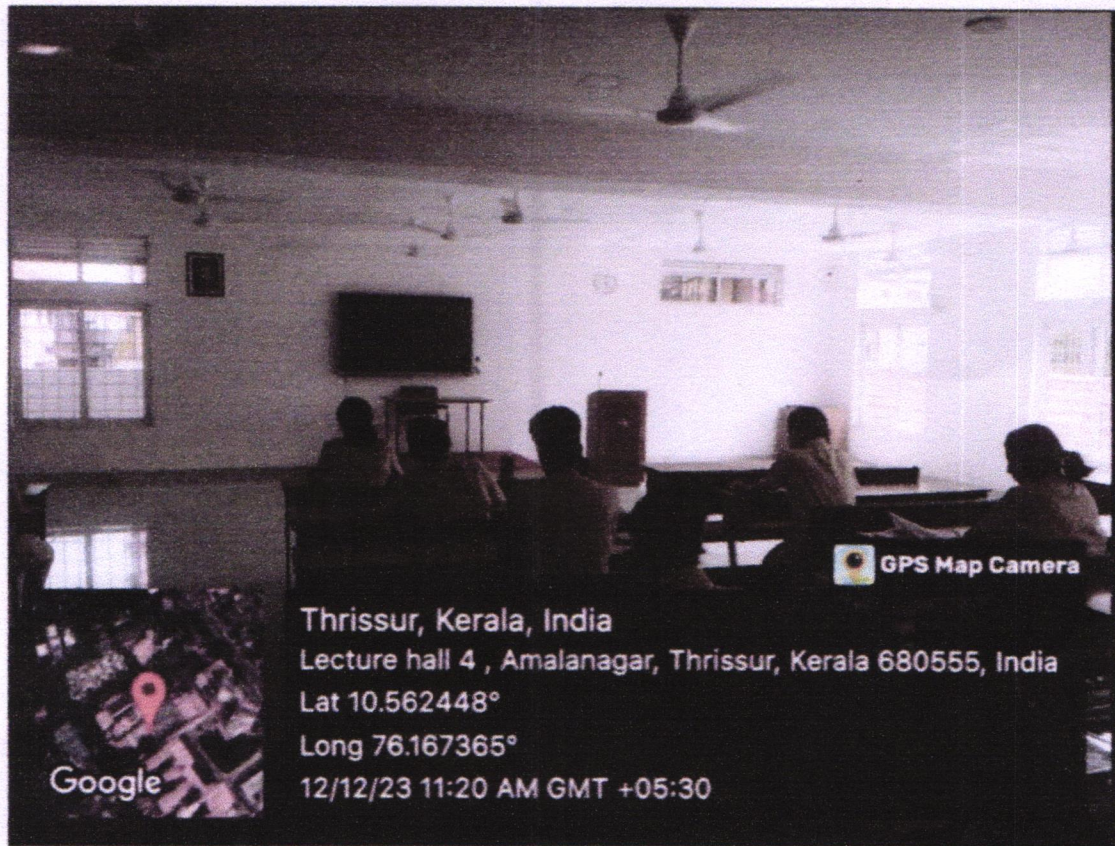 GPS Map Camera
Thrissur, Kerala, India
Lecture hall 4 , Amalanagar, Thrissur, Kerala 680555, India
Lat 10.562448°
Long 76.167365°
12/12/23 11:20 AM GMT +05:30
Google